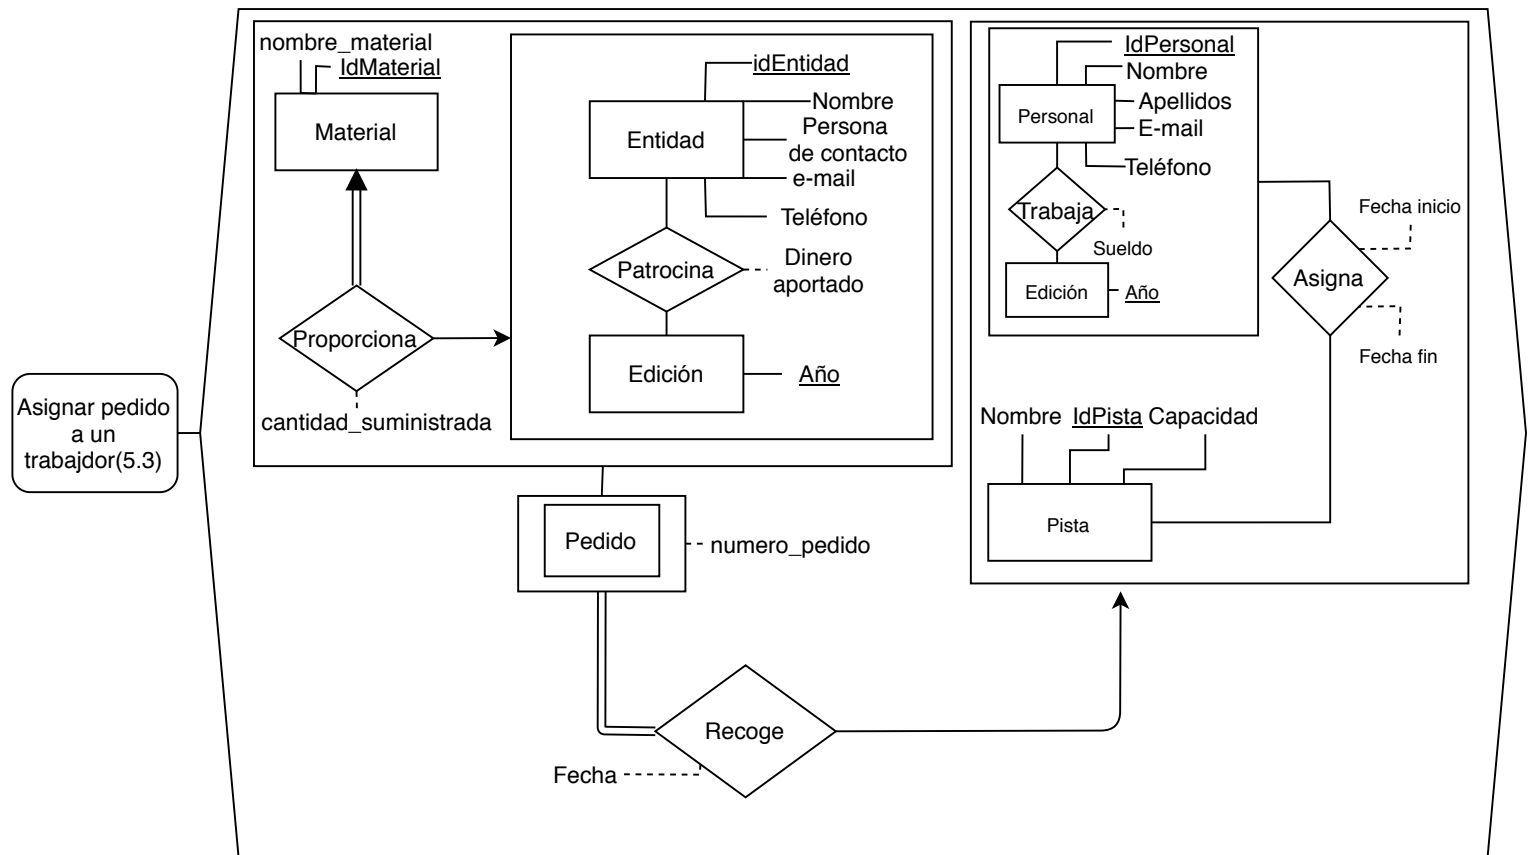 nombre_material
IdMaterial
Material
Proporciona
cantidad_suministrada
idEntidad
Nombre
Persona
de contacto
e-mail
Teléfono
Entidad
Patrocina
Dinero
aportado
Edición
Año
Asignar pedido
a un
trabajdor(5.3)
Pedido
numero_pedido
Recoge
Fecha
IdPersonal
Nombre
Apellidos
E-mail
Teléfono
Personal
Trabaja
Sueldo
Edición
Año
Fecha inicio
Asigna
Fecha fin
Nombre
IdPista
Capacidad
Pista